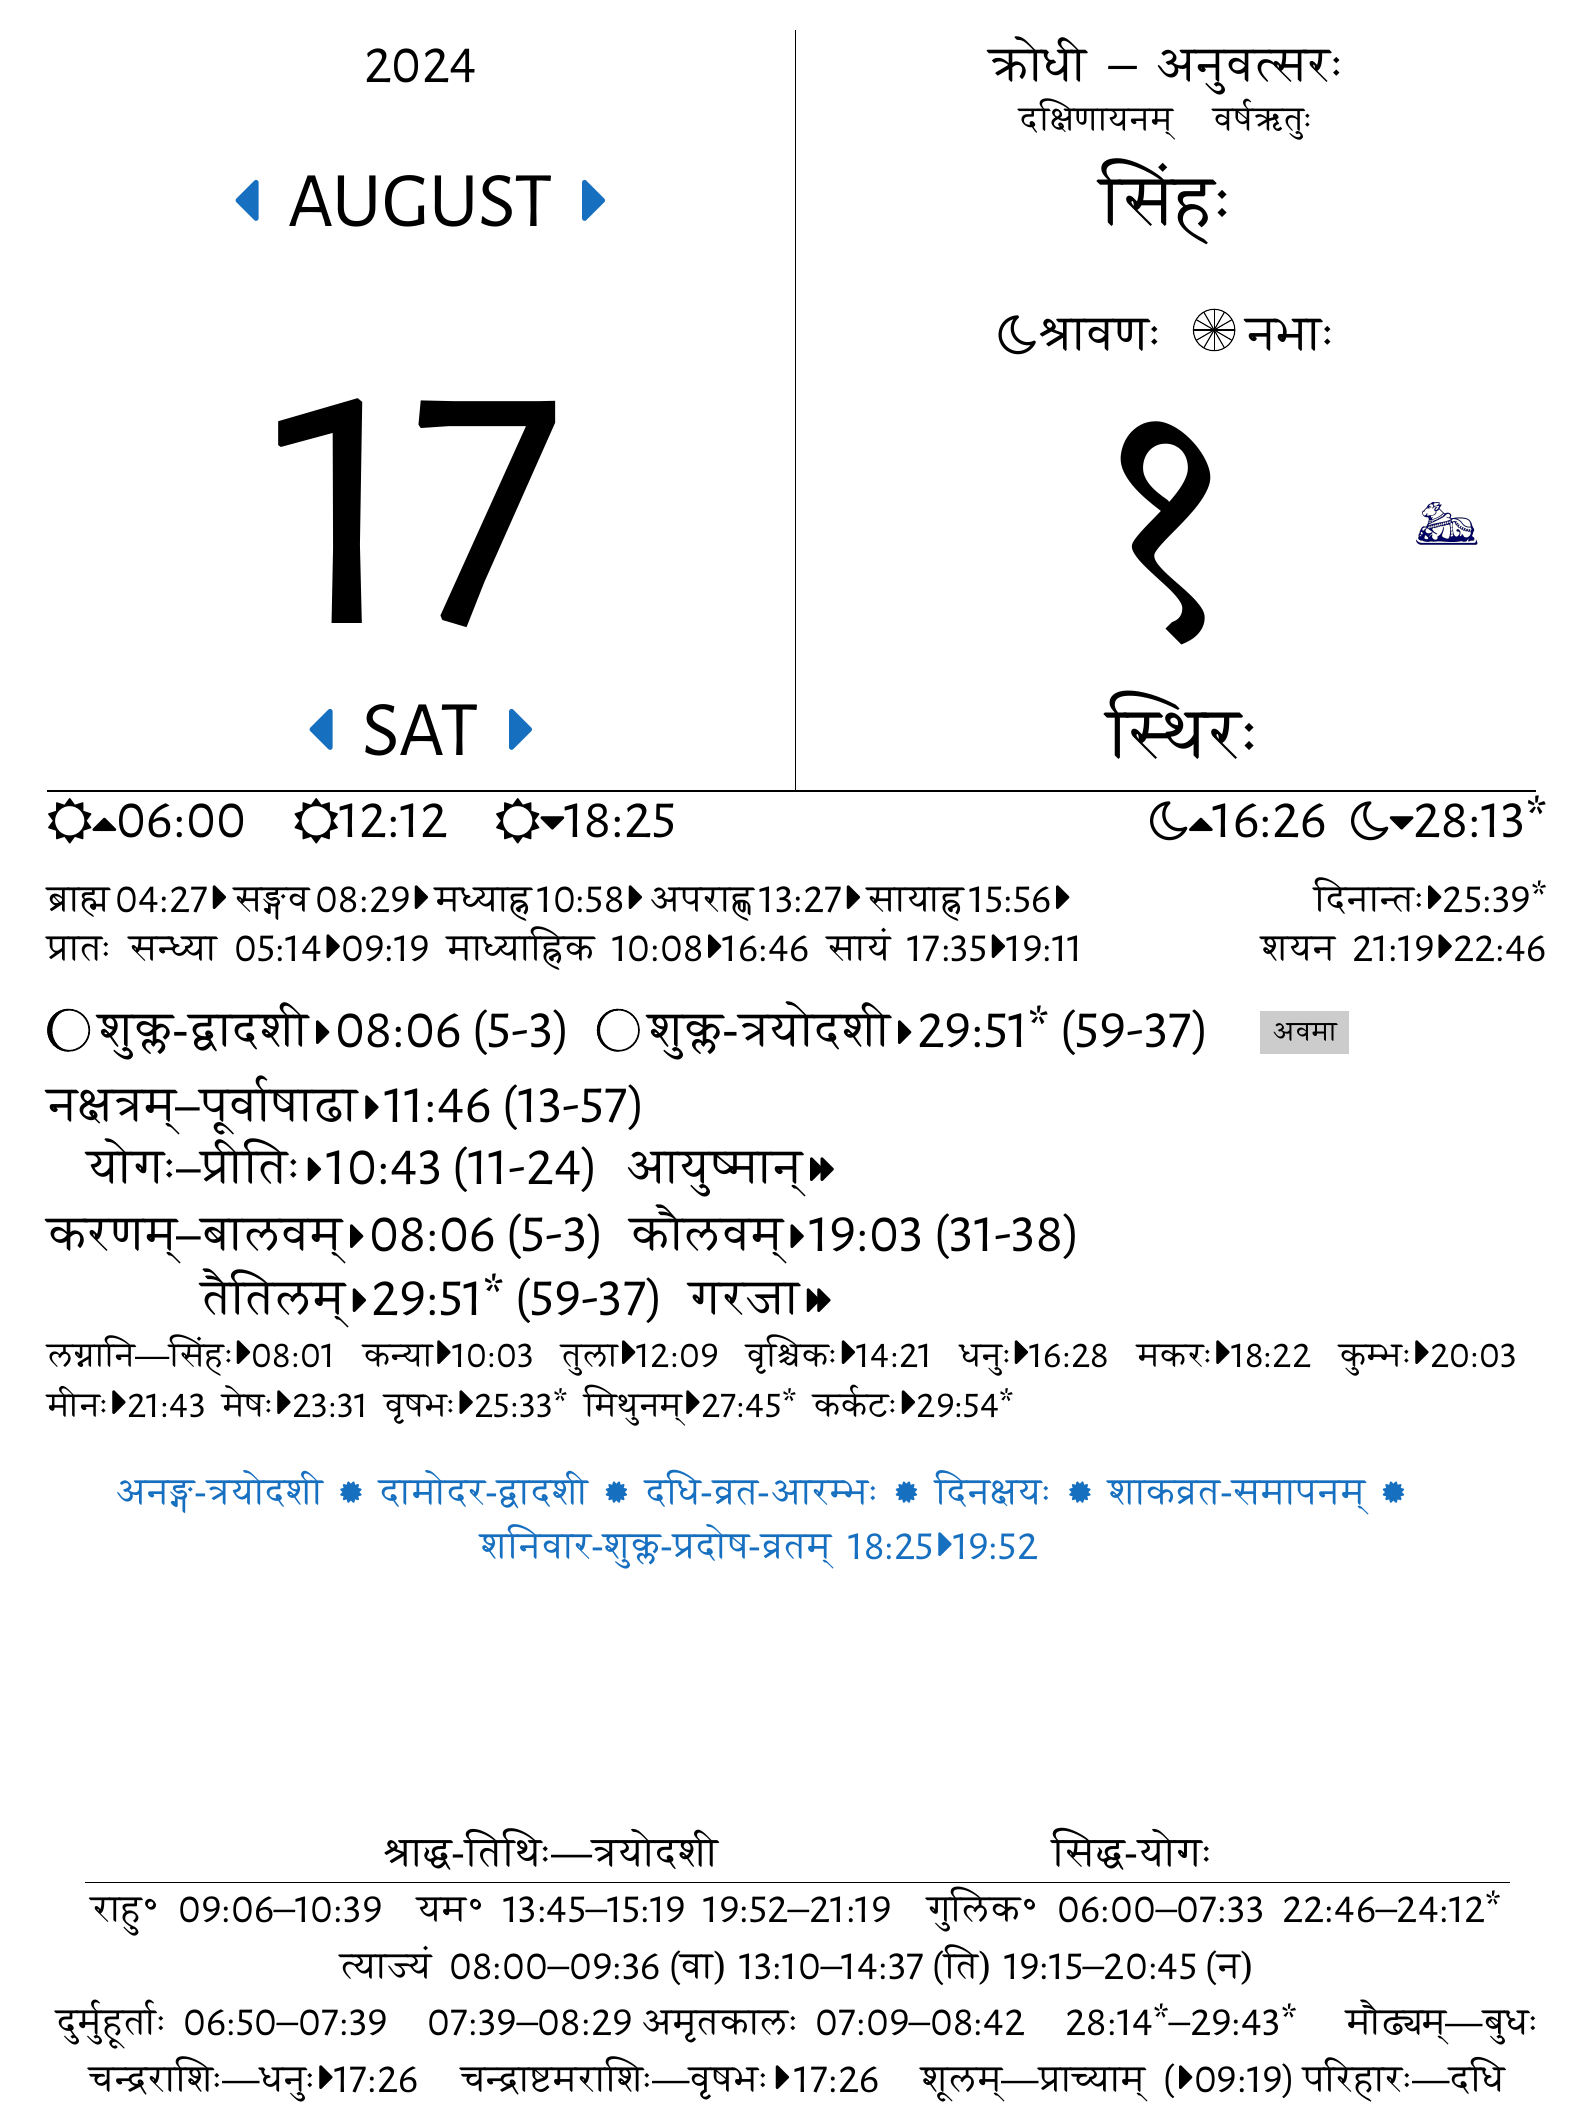 2024
AUGUST
17
SAT
क्रोधी – अनुवत्सरः
दक्षिणायनम् वर्षऋतुः
सिंहः
श्रावणः नभाः
१
स्थिरः
06:00 12:12 18:25 16:26 28:13*
ब्राह्म 04:27 सङ्गव 08:29 मध्याह्न 10:58 अपराह्ण 13:27 सायाह्न 15:56 दिनान्तः 25:39*
प्रातः सन्ध्या 05:14 09:19 माध्याह्निक 10:08 16:46 सायं 17:35 19:11 शयन 21:19 22:46
शुक्ल-द्वादशी 08:06 (5-3) शुक्ल-त्रयोदशी 29:51* (59-37) अवमा
नक्षत्रम्–पूर्वाषाढा 11:46 (13-57)
योगः–प्रीतिः 10:43 (11-24) आयुष्मान्
करणम्–बालवम् 08:06 (5-3) कौलवम् 19:03 (31-38)
तैतिलम् 29:51* (59-37) गरजा
लग्नानि—सिंहः 08:01 कन्या 10:03 तुला 12:09 वृश्चिकः 14:21 धनुः 16:28 मकरः 18:22 कुम्भः 20:03
मीनः 21:43 मेषः 23:31 वृषभः 25:33* मिथुनम् 27:45* कर्कटः 29:54*
अनङ्ग-त्रयोदशी दामोदर-द्वादशी दधि-व्रत-आरम्भः दिनक्षयः शाकव्रत-समापनम्
शनिवार-शुक्ल-प्रदोष-व्रतम् 18:25 19:52
श्राद्ध-तिथिः—त्रयोदशी सिद्ध-योगः
राहु॰ 09:06–10:39 यम॰ 13:45–15:19 19:52–21:19 गुलिक॰ 06:00–07:33 22:46–24:12*
त्याज्यं 08:00–09:36 (वा) 13:10–14:37 (ति) 19:15–20:45 (न)
दुर्मुहूर्ताः 06:50–07:39 07:39–08:29 अमृतकालः 07:09–08:42 28:14*–29:43* मौढ्यम्—बुधः
चन्द्रराशिः—धनुः 17:26 चन्द्राष्टमराशिः—वृषभः 17:26 शूलम्—प्राच्याम् (09:19) परिहारः—दधि